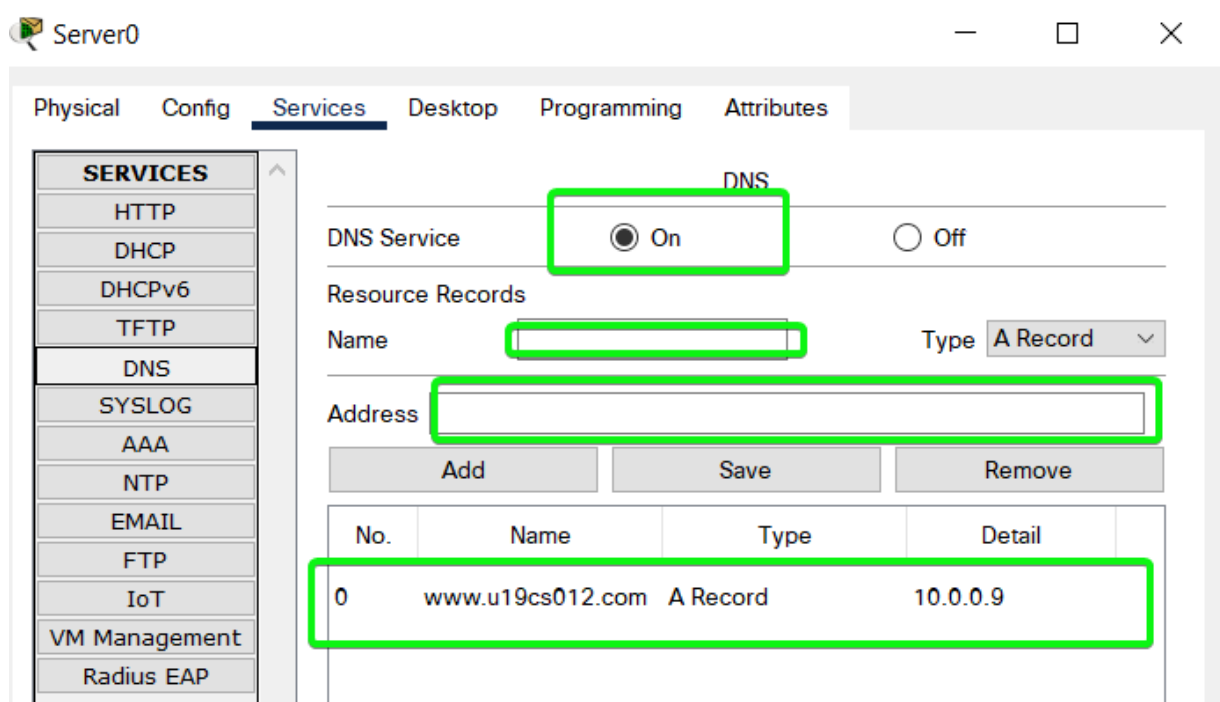 Server0
Physical Config Services Desktop Programming Attributes
SERVICES
HTTP
DHCP
DHCPv6
TFTP
DNS
SYSLOG
AAA
NTP
EMAIL
FTP
IoT
VM Management
Radius EAP
DNS
DNS Service On Off
Resource Records
Name Type A Record
Address
Add Save Remove
No. Name Type Detail
0 www.u19cs012.com A Record 10.0.0.9